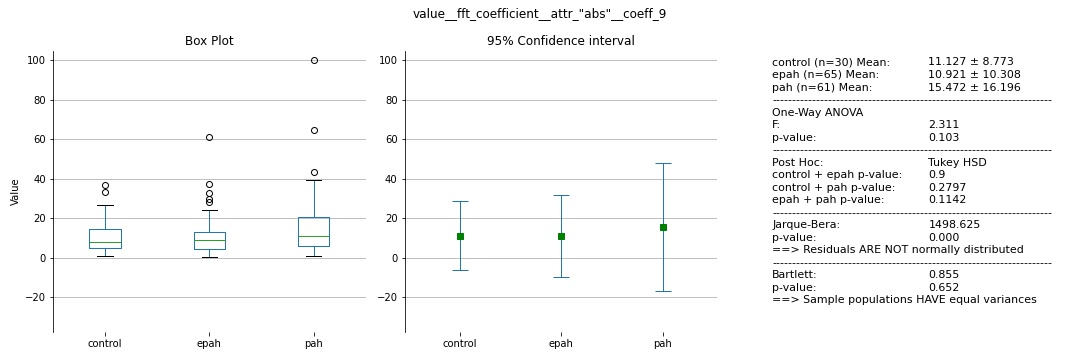 value__fft_coefficient__attr_"abs"__coeff_9
Box Plot
Value
100
80
60
40
20
0
−20
control epah pah
95% Confidence interval
100
80
60
40
20
0
−20
control epah pah
control (n=30) Mean: 11.127 ± 8.773
epah (n=65) Mean: 10.921 ± 10.308
pah (n=61) Mean: 15.472 ± 16.196
One-Way ANOVA
F: 2.311
p-value: 0.103
Post Hoc: Tukey HSD
control + epah p-value: 0.9
control + pah p-value: 0.2797
epah + pah p-value: 0.1142
Jarque-Bera: 1498.625
p-value: 0.000
==> Residuals ARE NOT normally distributed
Bartlett: 0.855
p-value: 0.652
==> Sample populations HAVE equal variances